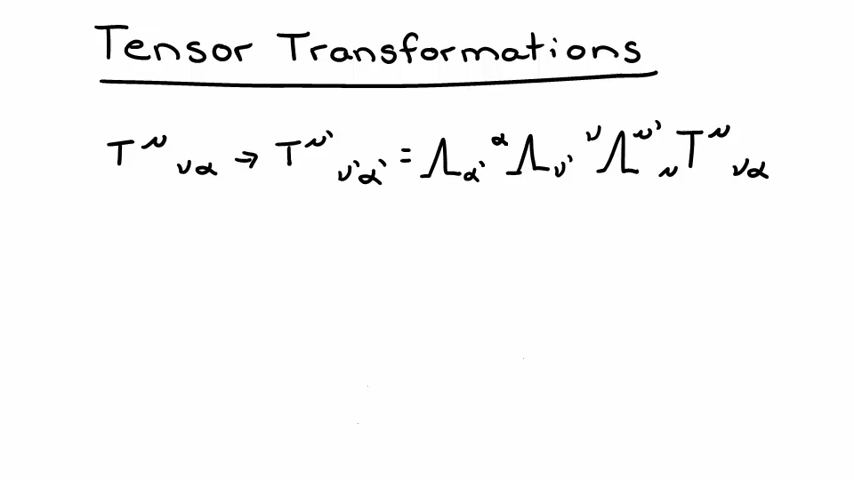 Tensor Transformations
T^μ_να → T^μ'_ν'α' = Λ_α'^α Λ_ν'^ν Λ^μ'_μ T^μ_να